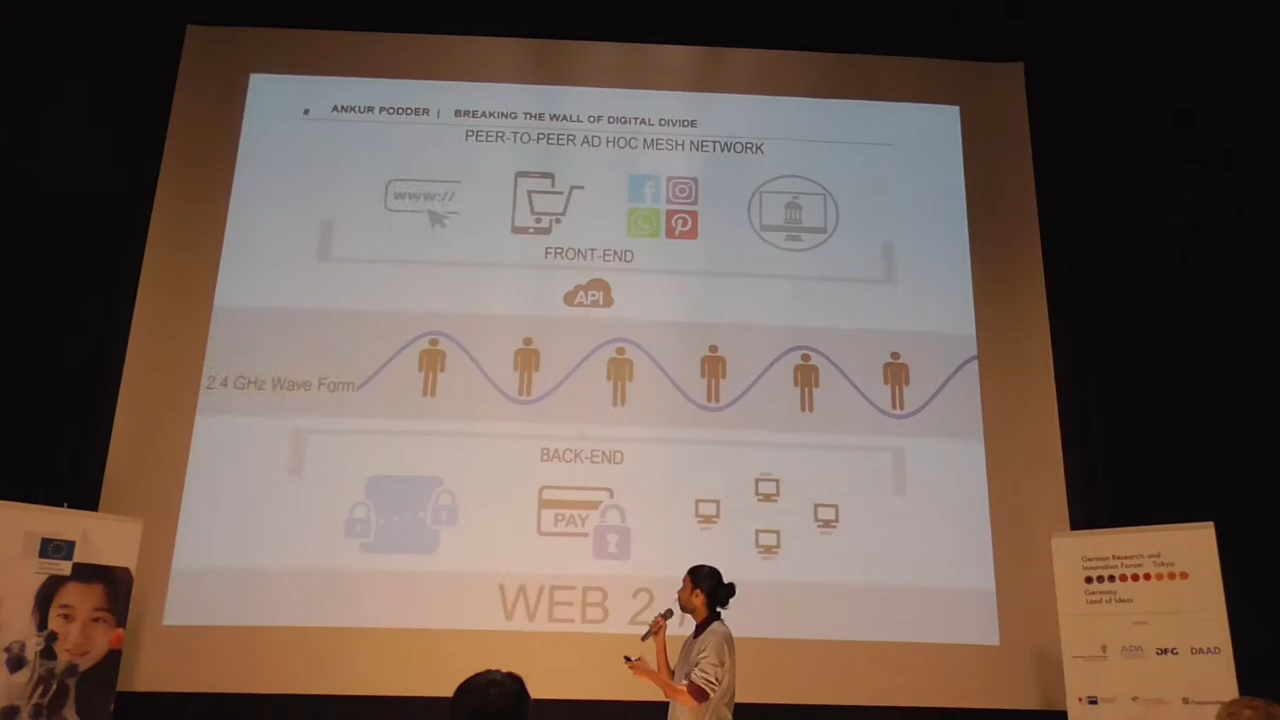 8 ANKUR PODDER | BREAKING THE WALL OF DIGITAL DIVIDE
PEER-TO-PEER AD HOC MESH NETWORK
www://
FRONT-END
API
2.4 GHz Wave Form
BACK-END
PAY
WEB 2.
German Research and
Innovation Forum Tokyo
Germany
Land of Ideas
APA
DFG
DAAD